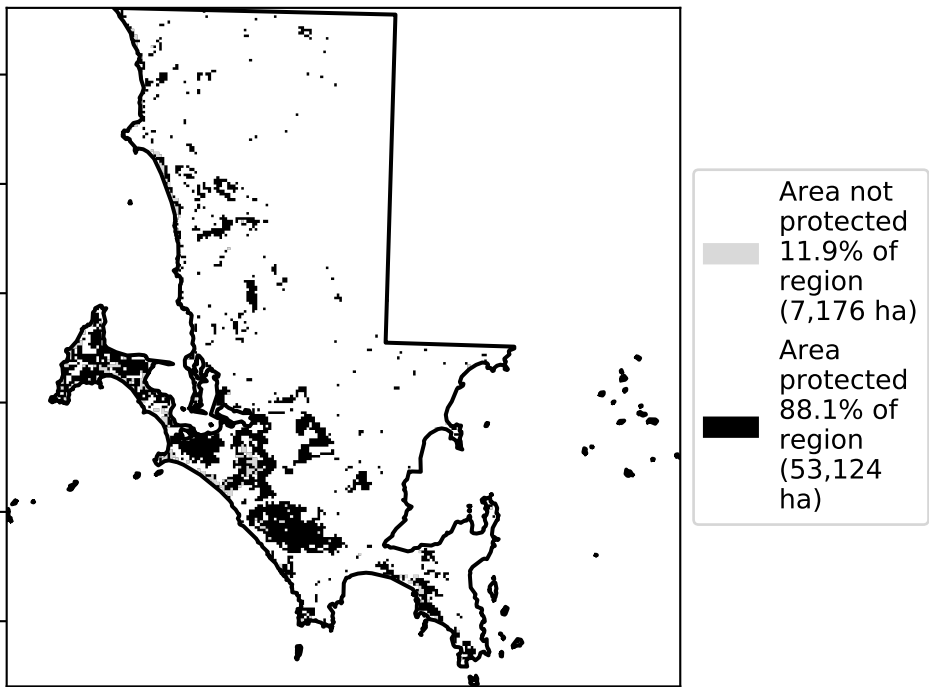 Area not
protected
11.9% of
region
(7,176 ha)
Area
protected
88.1% of
region
(53,124
ha)